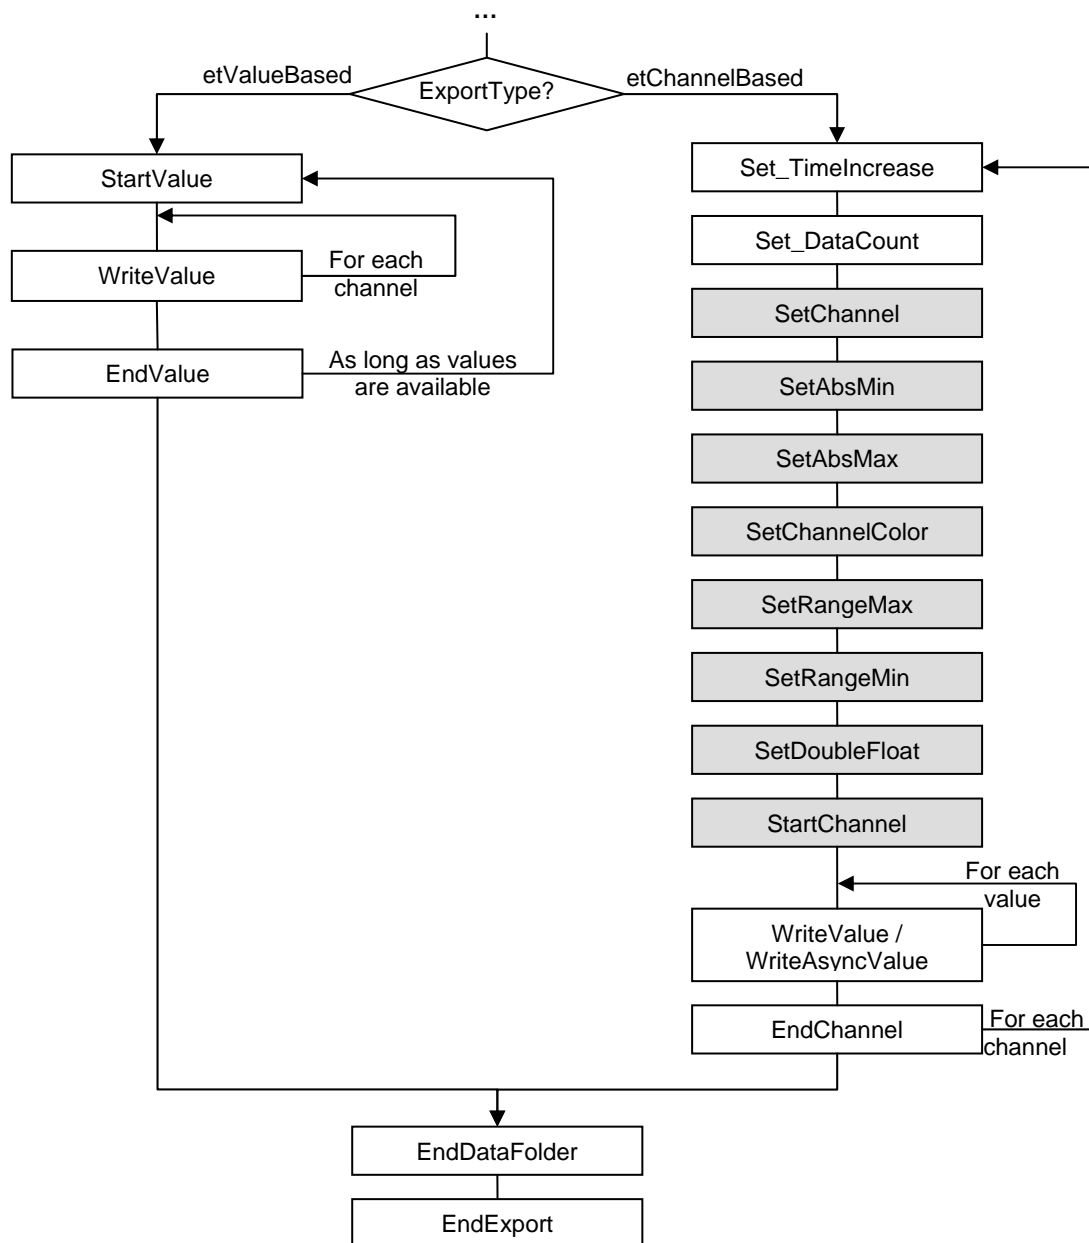 ...
etValueBased
ExportType?
etChannelBased
StartValue
WriteValue
For each
channel
EndValue
As long as values
are available
Set_TimeIncrease
Set_DataCount
SetChannel
SetAbsMin
SetAbsMax
SetChannelColor
SetRangeMax
SetRangeMin
SetDoubleFloat
StartChannel
For each
value
WriteValue /
WriteAsyncValue
EndChannel
For each
channel
EndDataFolder
EndExport